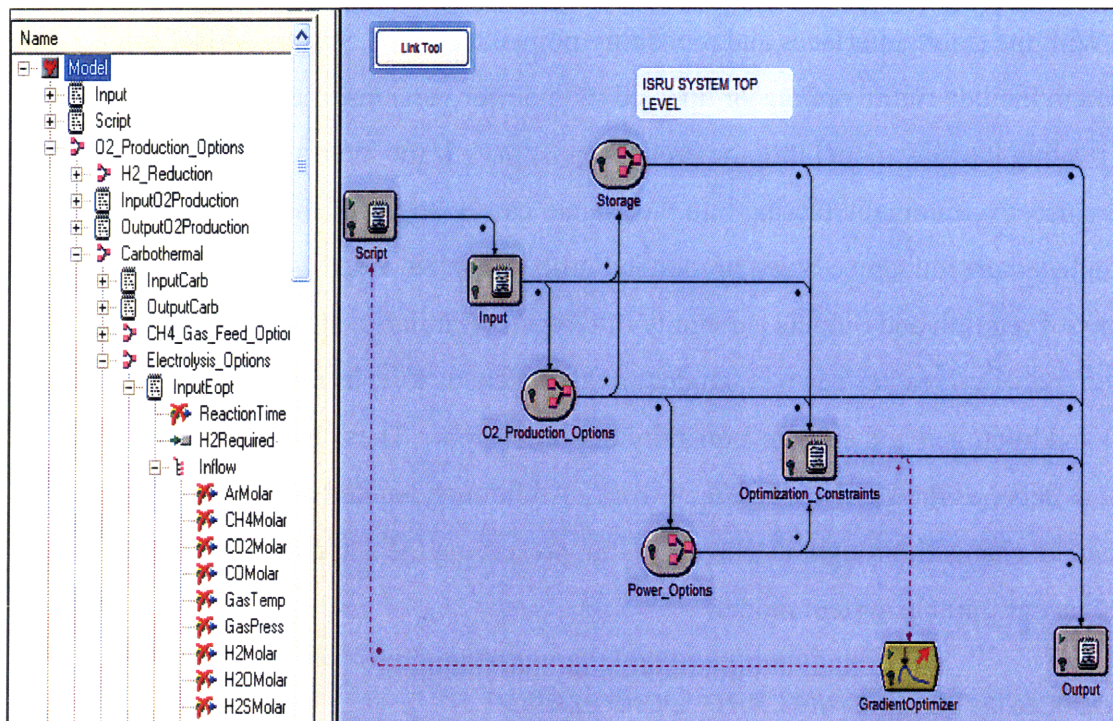 Name
Model
Input
Script
O2_Production_Options
H2_Reduction
InputO2Production
OutputO2Production
Carbothermal
InputCarb
OutputCarb
CH4_Gas_Feed_Option
Electrolysis_Options
InputEopt
ReactionTime
H2Required
Inflow
ArMolar
CH4Molar
CO2Molar
COMolar
GasTemp
GasPress
H2Molar
H2OMolar
H2SMolar
Link Tool
ISRU SYSTEM TOP
LEVEL
Storage
Script
Input
O2_Production_Options
Optimization_Constraints
Power_Options
GradientOptimizer
Output